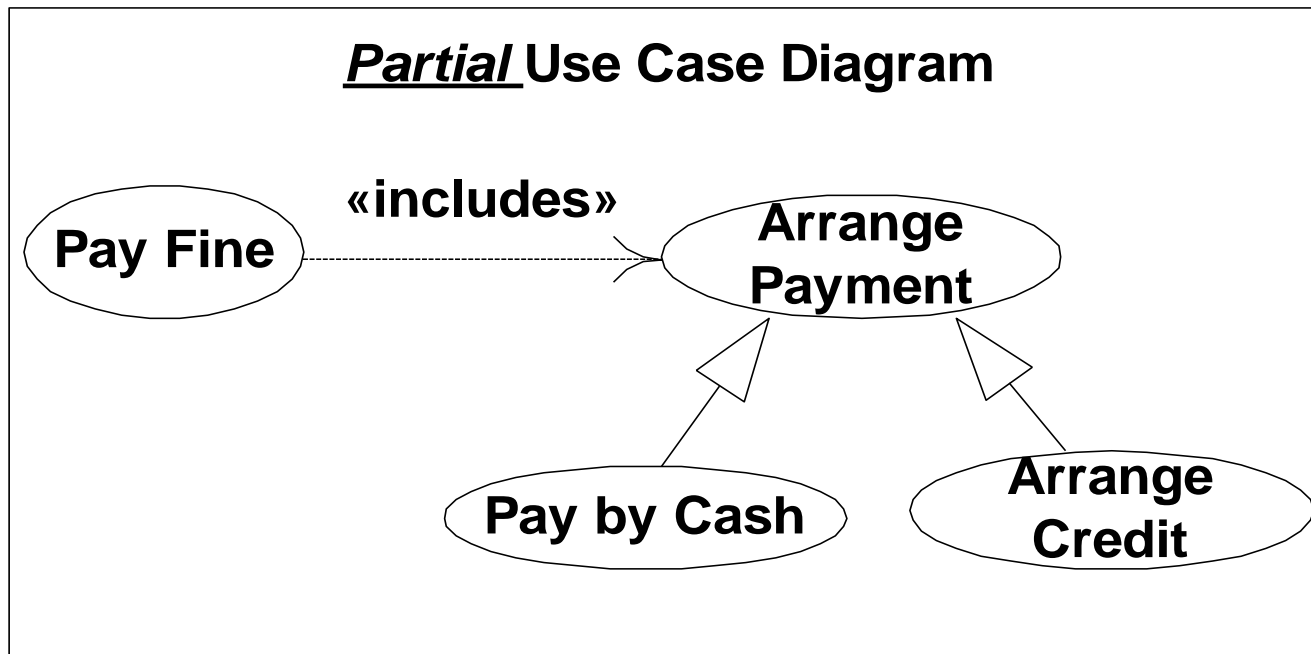 Partial Use Case Diagram
«includes»
Pay Fine
Arrange
Payment
Pay by Cash
Arrange
Credit